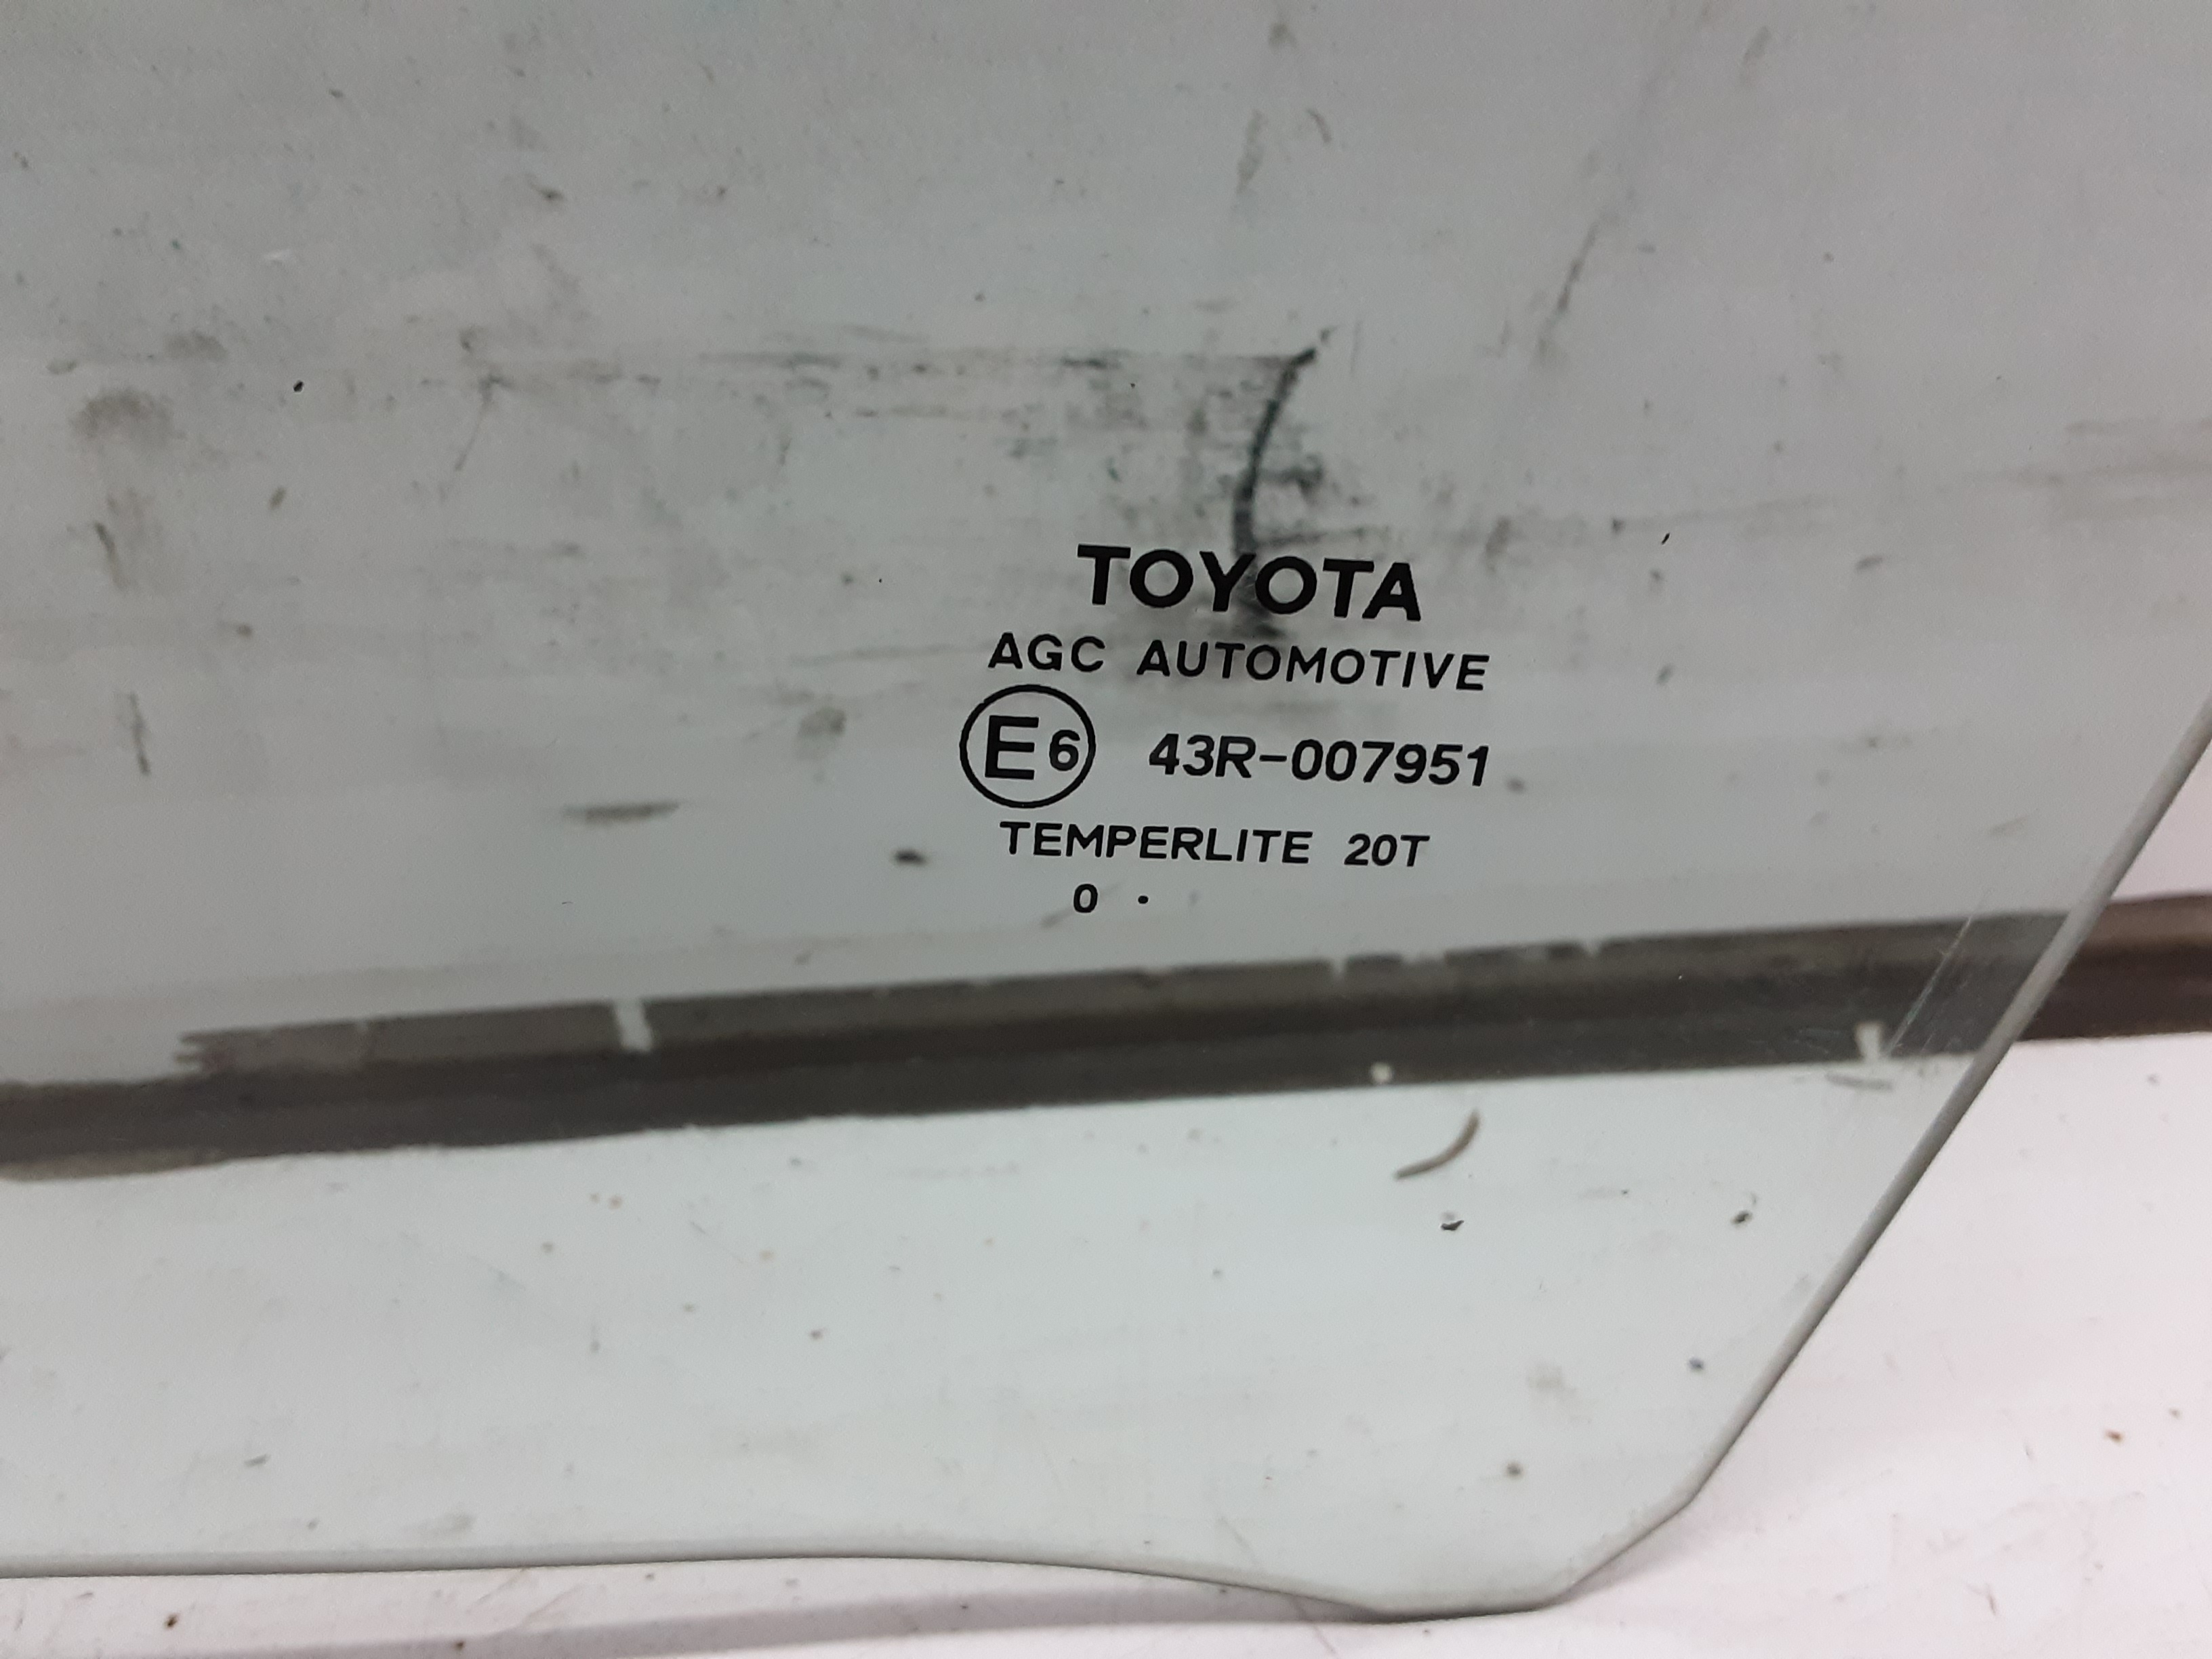 TOYOTA
AGC AUTOMOTIVE
E6 43R-007951
TEMPERLITE 20T
0 ·